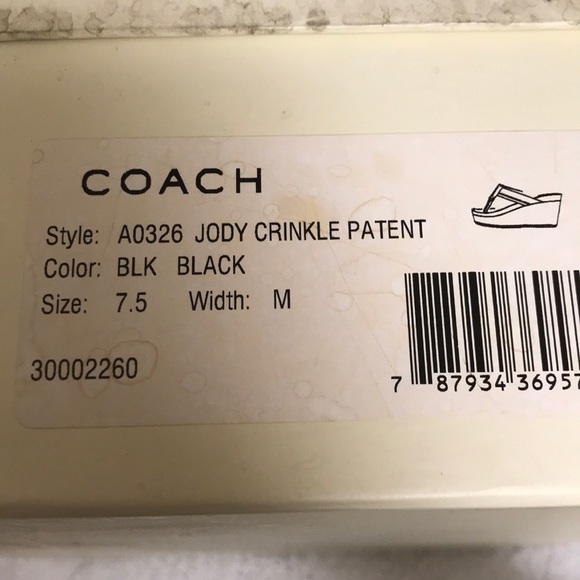 COACH
Style: A0326 JODY CRINKLE PATENT
Color: BLK BLACK
Size: 7.5 Width: M
30002260
7 87934 36957